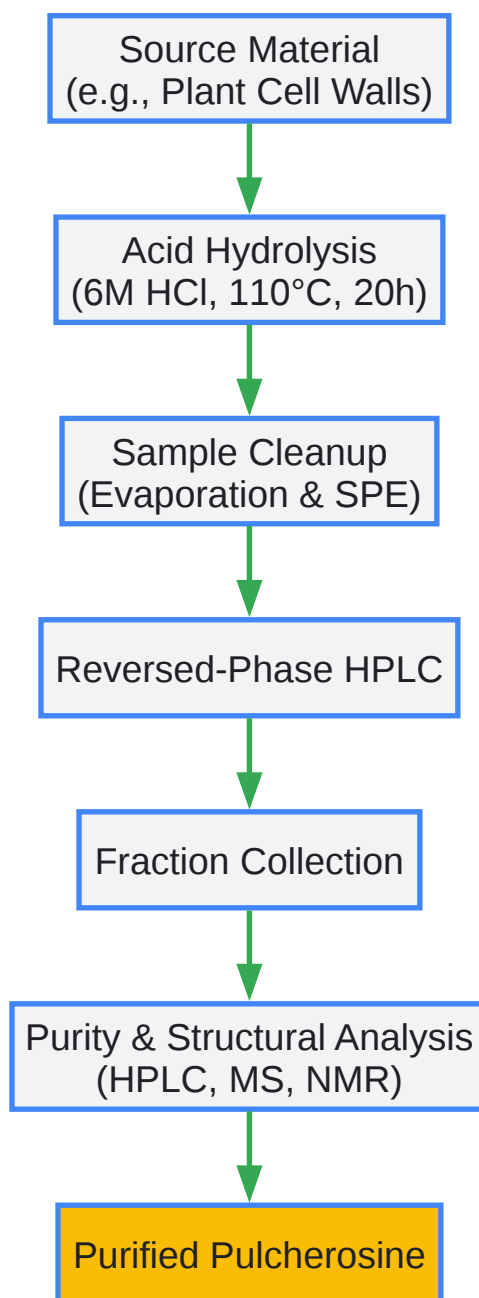 Source Material
(e.g., Plant Cell Walls)
Acid Hydrolysis
(6M HCl, 110°C, 20h)
Sample Cleanup
(Evaporation & SPE)
Reversed-Phase HPLC
Fraction Collection
Purity & Structural Analysis
(HPLC, MS, NMR)
Purified Pulcherosine